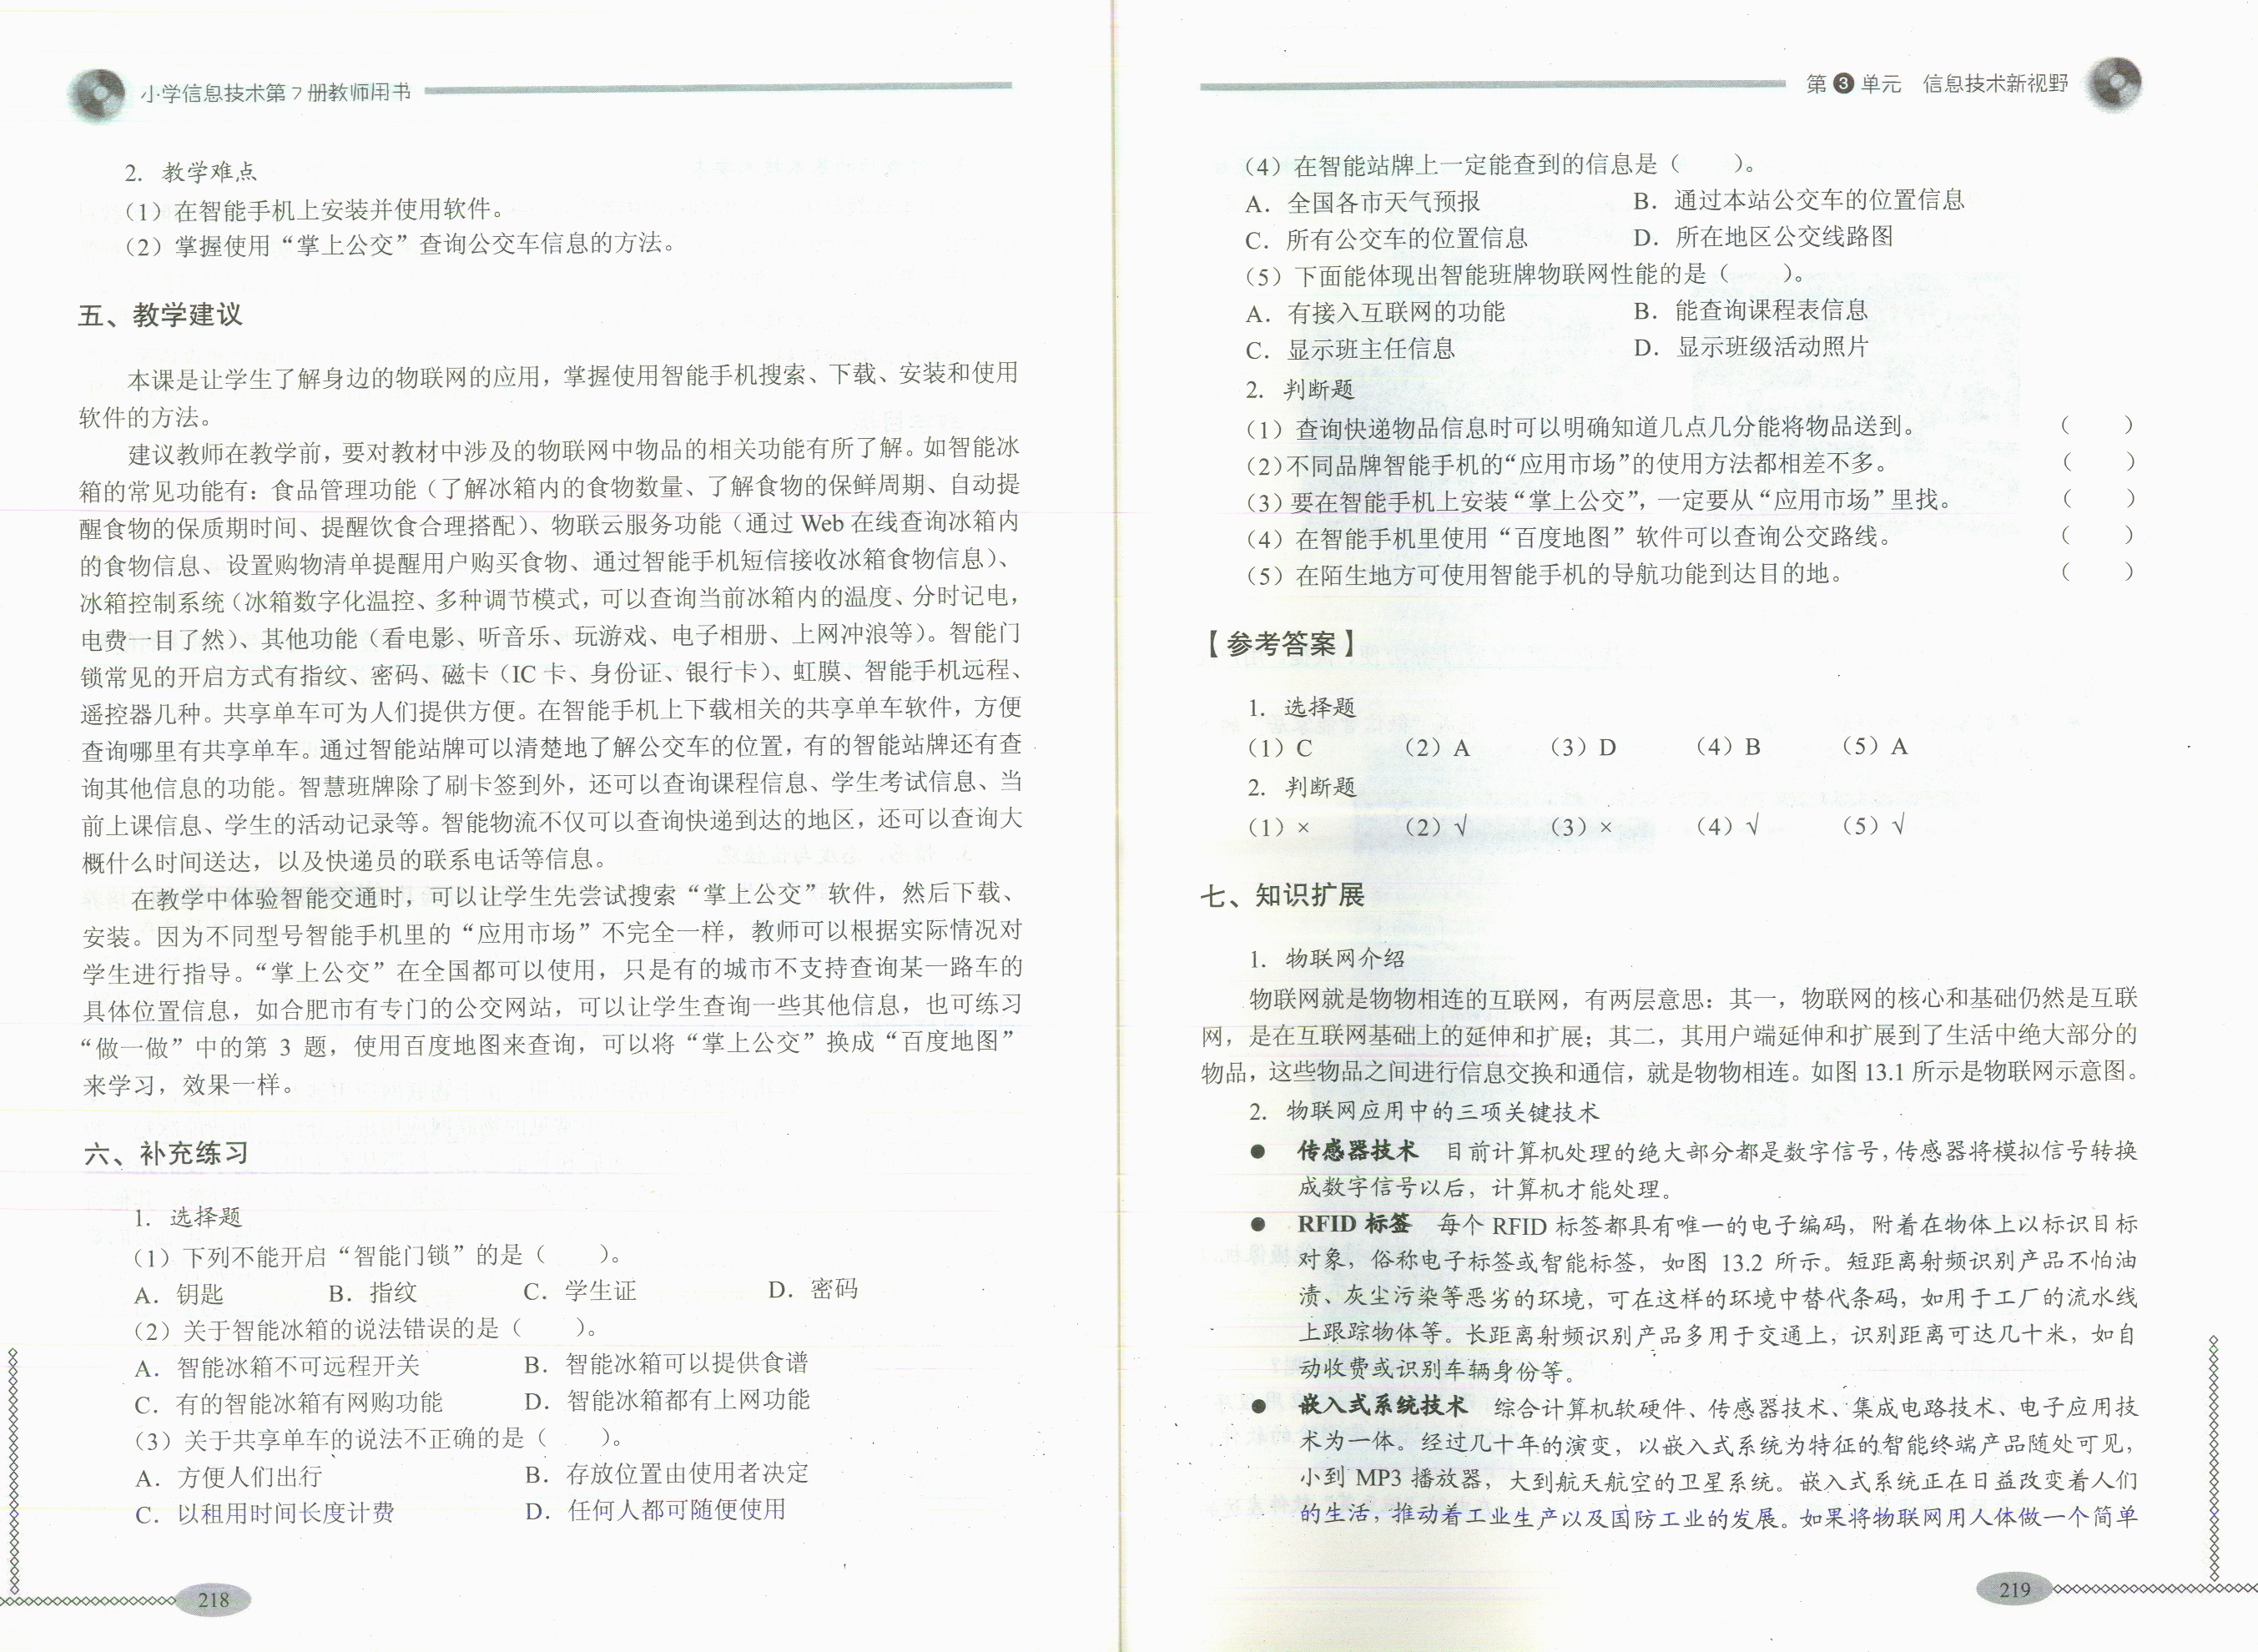 小学信息技术第7册教师用书
2. 教学难点
（1）在智能手机上安装并使用软件。
（2）掌握使用“掌上公交”查询公交车信息的方法。
五、教学建议
本课是让学生了解身边的物联网的应用，掌握使用智能手机搜索、下载、安装和使用
软件的方法。
建议教师在教学前，要对教材中涉及的物联网中物品的相关功能有所了解。如智能冰
箱的常见功能有：食品管理功能（了解冰箱内的食物数量、了解食物的保鲜周期、自动提
醒食物的保质期时间、提醒饮食合理搭配）、物联云服务功能（通过 Web 在线查询冰箱内
的食物信息、设置购物清单提醒用户购买食物、通过智能手机短信接收冰箱食物信息）、
冰箱控制系统（冰箱数字化温控、多种调节模式，可以查询当前冰箱内的温度、分时记电，
电费一目了然）、其他功能（看电影、听音乐、玩游戏、电子相册、上网冲浪等）。智能门
锁常见的开启方式有指纹、密码、磁卡（IC 卡、身份证、银行卡）、虹膜、智能手机远程、
遥控器几种。共享单车可为人们提供方便。在智能手机上下载相关的共享单车软件，方便
查询哪里有共享单车。通过智能站牌可以清楚地了解公交车的位置，有的智能站牌还有查
询其他信息的功能。智慧班牌除了刷卡签到外，还可以查询课程信息、学生考试信息、当
前上课信息、学生的活动记录等。智能物流不仅可以查询快递到达的地区，还可以查询大
概什么时间送达，以及快递员的联系电话等信息。
在教学中体验智能交通时，可以让学生先尝试搜索“掌上公交”软件，然后下载、
安装。因为不同型号智能手机里的“应用市场”不完全一样，教师可以根据实际情况对
学生进行指导。“掌上公交”在全国都可以使用，只是有的城市不支持查询某一路车的
具体位置信息，如合肥市有专门的公交网站，可以让学生查询一些其他信息，也可练习
“做一做”中的第 3 题，使用百度地图来查询，可以将“掌上公交”换成“百度地图”
来学习，效果一样。
六、补充练习
1. 选择题
（1）下列不能开启“智能门锁”的是（　　）。
A．钥匙　B．指纹　C．学生证　D．密码
（2）关于智能冰箱的说法错误的是（　　）。
A．智能冰箱不可远程开关　B．智能冰箱可以提供食谱
C．有的智能冰箱有网购功能　D．智能冰箱都有上网功能
（3）关于共享单车的说法不正确的是（　　）。
A．方便人们出行　B．存放位置由使用者决定
C．以租用时间长度计费　D．任何人都可随便使用
218
第3单元　信息技术新视野
（4）在智能站牌上一定能查到的信息是（　　）。
A．全国各市天气预报　B．通过本站公交车的位置信息
C．所有公交车的位置信息　D．所在地区公交线路图
（5）下面能体现出智能班牌物联网性能的是（　　）。
A．有接入互联网的功能　B．能查询课程表信息
C．显示班主任信息　D．显示班级活动照片
2. 判断题
（1）查询快递物品信息时可以明确知道几点几分能将物品送到。　（　　）
（2）不同品牌智能手机的“应用市场”的使用方法都相差不多。　（　　）
（3）要在智能手机上安装“掌上公交”，一定要从“应用市场”里找。　（　　）
（4）在智能手机里使用“百度地图”软件可以查询公交路线。　（　　）
（5）在陌生地方可使用智能手机的导航功能到达目的地。　（　　）
【参考答案】
1. 选择题
（1）C　（2）A　（3）D　（4）B　（5）A
2. 判断题
（1）×　（2）√　（3）×　（4）√　（5）√
七、知识扩展
1. 物联网介绍
物联网就是物物相连的互联网，有两层意思：其一，物联网的核心和基础仍然是互联
网，是在互联网基础上的延伸和扩展；其二，其用户端延伸和扩展到了生活中绝大部分的
物品，这些物品之间进行信息交换和通信，就是物物相连。如图 13.1 所示是物联网示意图。
2. 物联网应用中的三项关键技术
● 传感器技术　目前计算机处理的绝大部分都是数字信号，传感器将模拟信号转换
成数字信号以后，计算机才能处理。
● RFID 标签　每个 RFID 标签都具有唯一的电子编码，附着在物体上以标识目标
对象，俗称电子标签或智能标签，如图 13.2 所示。短距离射频识别产品不怕油
渍、灰尘污染等恶劣的环境，可在这样的环境中替代条码，如用于工厂的流水线
上跟踪物体等。长距离射频识别产品多用于交通上，识别距离可达几十米，如自
动收费或识别车辆身份等。
● 嵌入式系统技术　综合计算机软硬件、传感器技术、集成电路技术、电子应用技
术为一体。经过几十年的演变，以嵌入式系统为特征的智能终端产品随处可见，
小到 MP3 播放器，大到航天航空的卫星系统。嵌入式系统正在日益改变着人们
的生活，推动着工业生产以及国防工业的发展。如果将物联网用人体做一个简单
219